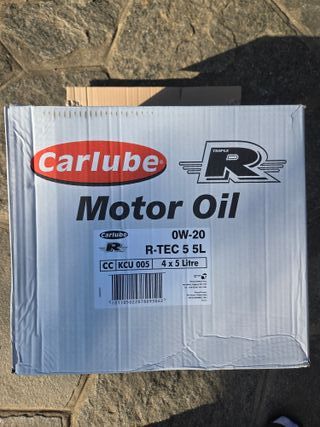 Carlube
TRIPLE
R
Motor Oil
Carlube
R
0W-20
R-TEC 5 5L
CC
KCU 005
4 x 5 Litre